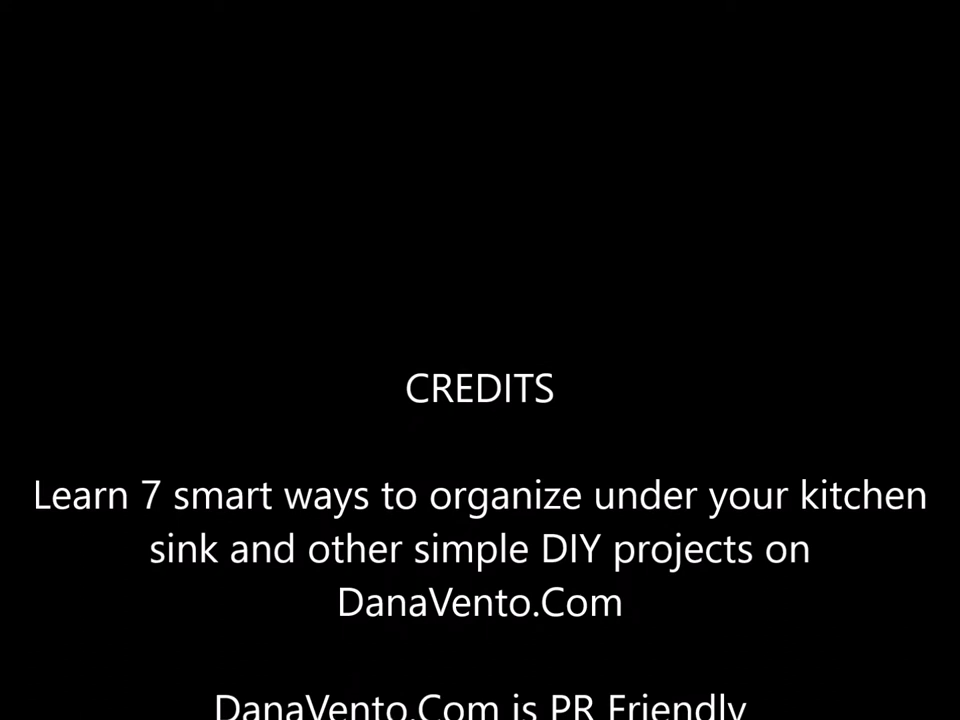 CREDITS
Learn 7 smart ways to organize under your kitchen
sink and other simple DIY projects on
DanaVento.Com
DanaVento.Com is PR Friendly